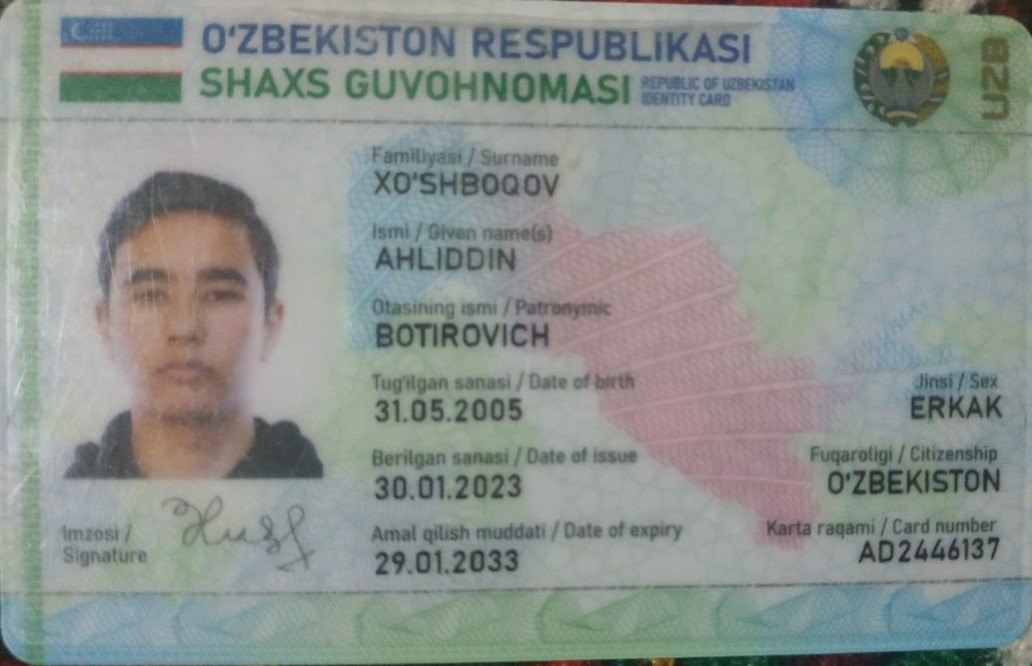 O'ZBEKISTON RESPUBLIKASI
SHAXS GUVOHNOMASI
REPUBLIC OF UZBEKISTAN
IDENTITY CARD
UZB
Familiyasi / Surname
XO'SHBOQOV
Ismi / Given name(s)
AHLIDDIN
Otasining ismi / Patronymic
BOTIROVICH
Tug'ilgan sanasi / Date of birth
31.05.2005
Jinsi / Sex
ERKAK
Berilgan sanasi / Date of issue
30.01.2023
Fuqaroligi / Citizenship
O'ZBEKISTON
Imzosi /
Signature
Amal qilish muddati / Date of expiry
29.01.2033
Karta raqami / Card number
AD2446137